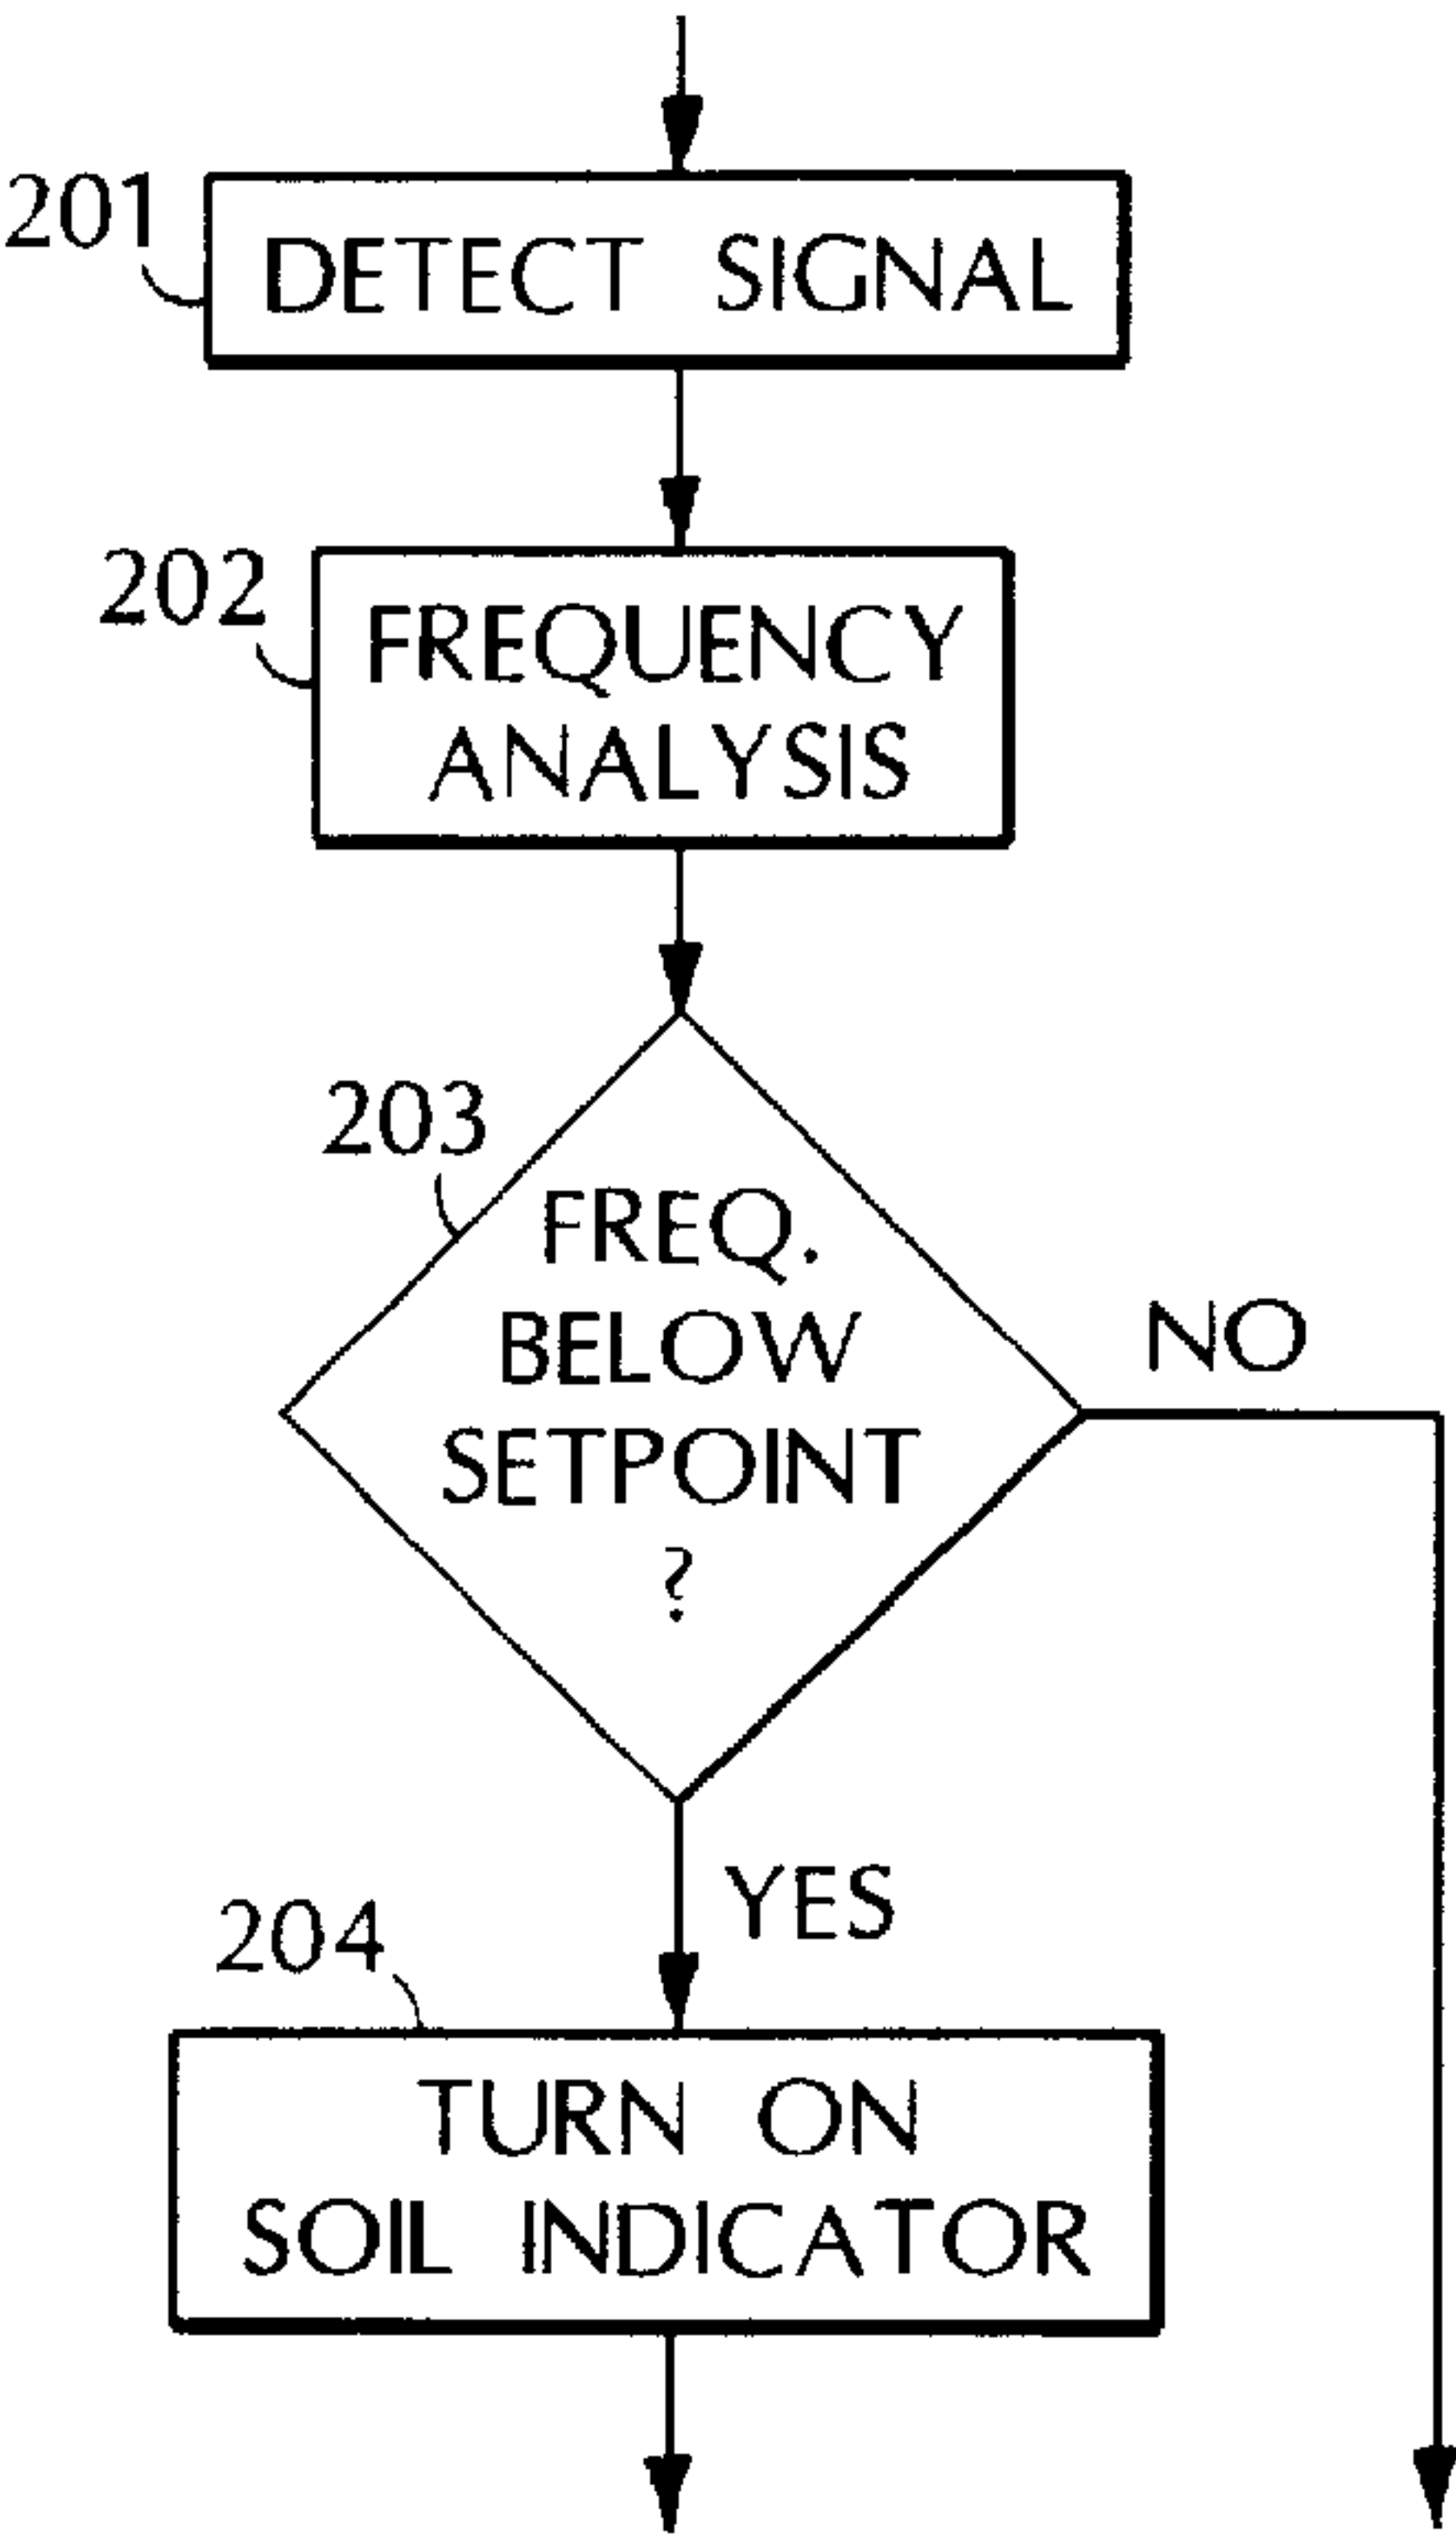 201
DETECT SIGNAL
202
FREQUENCY
ANALYSIS
203
FREQ.
BELOW
SETPOINT
?
NO
YES
204
TURN ON
SOIL INDICATOR